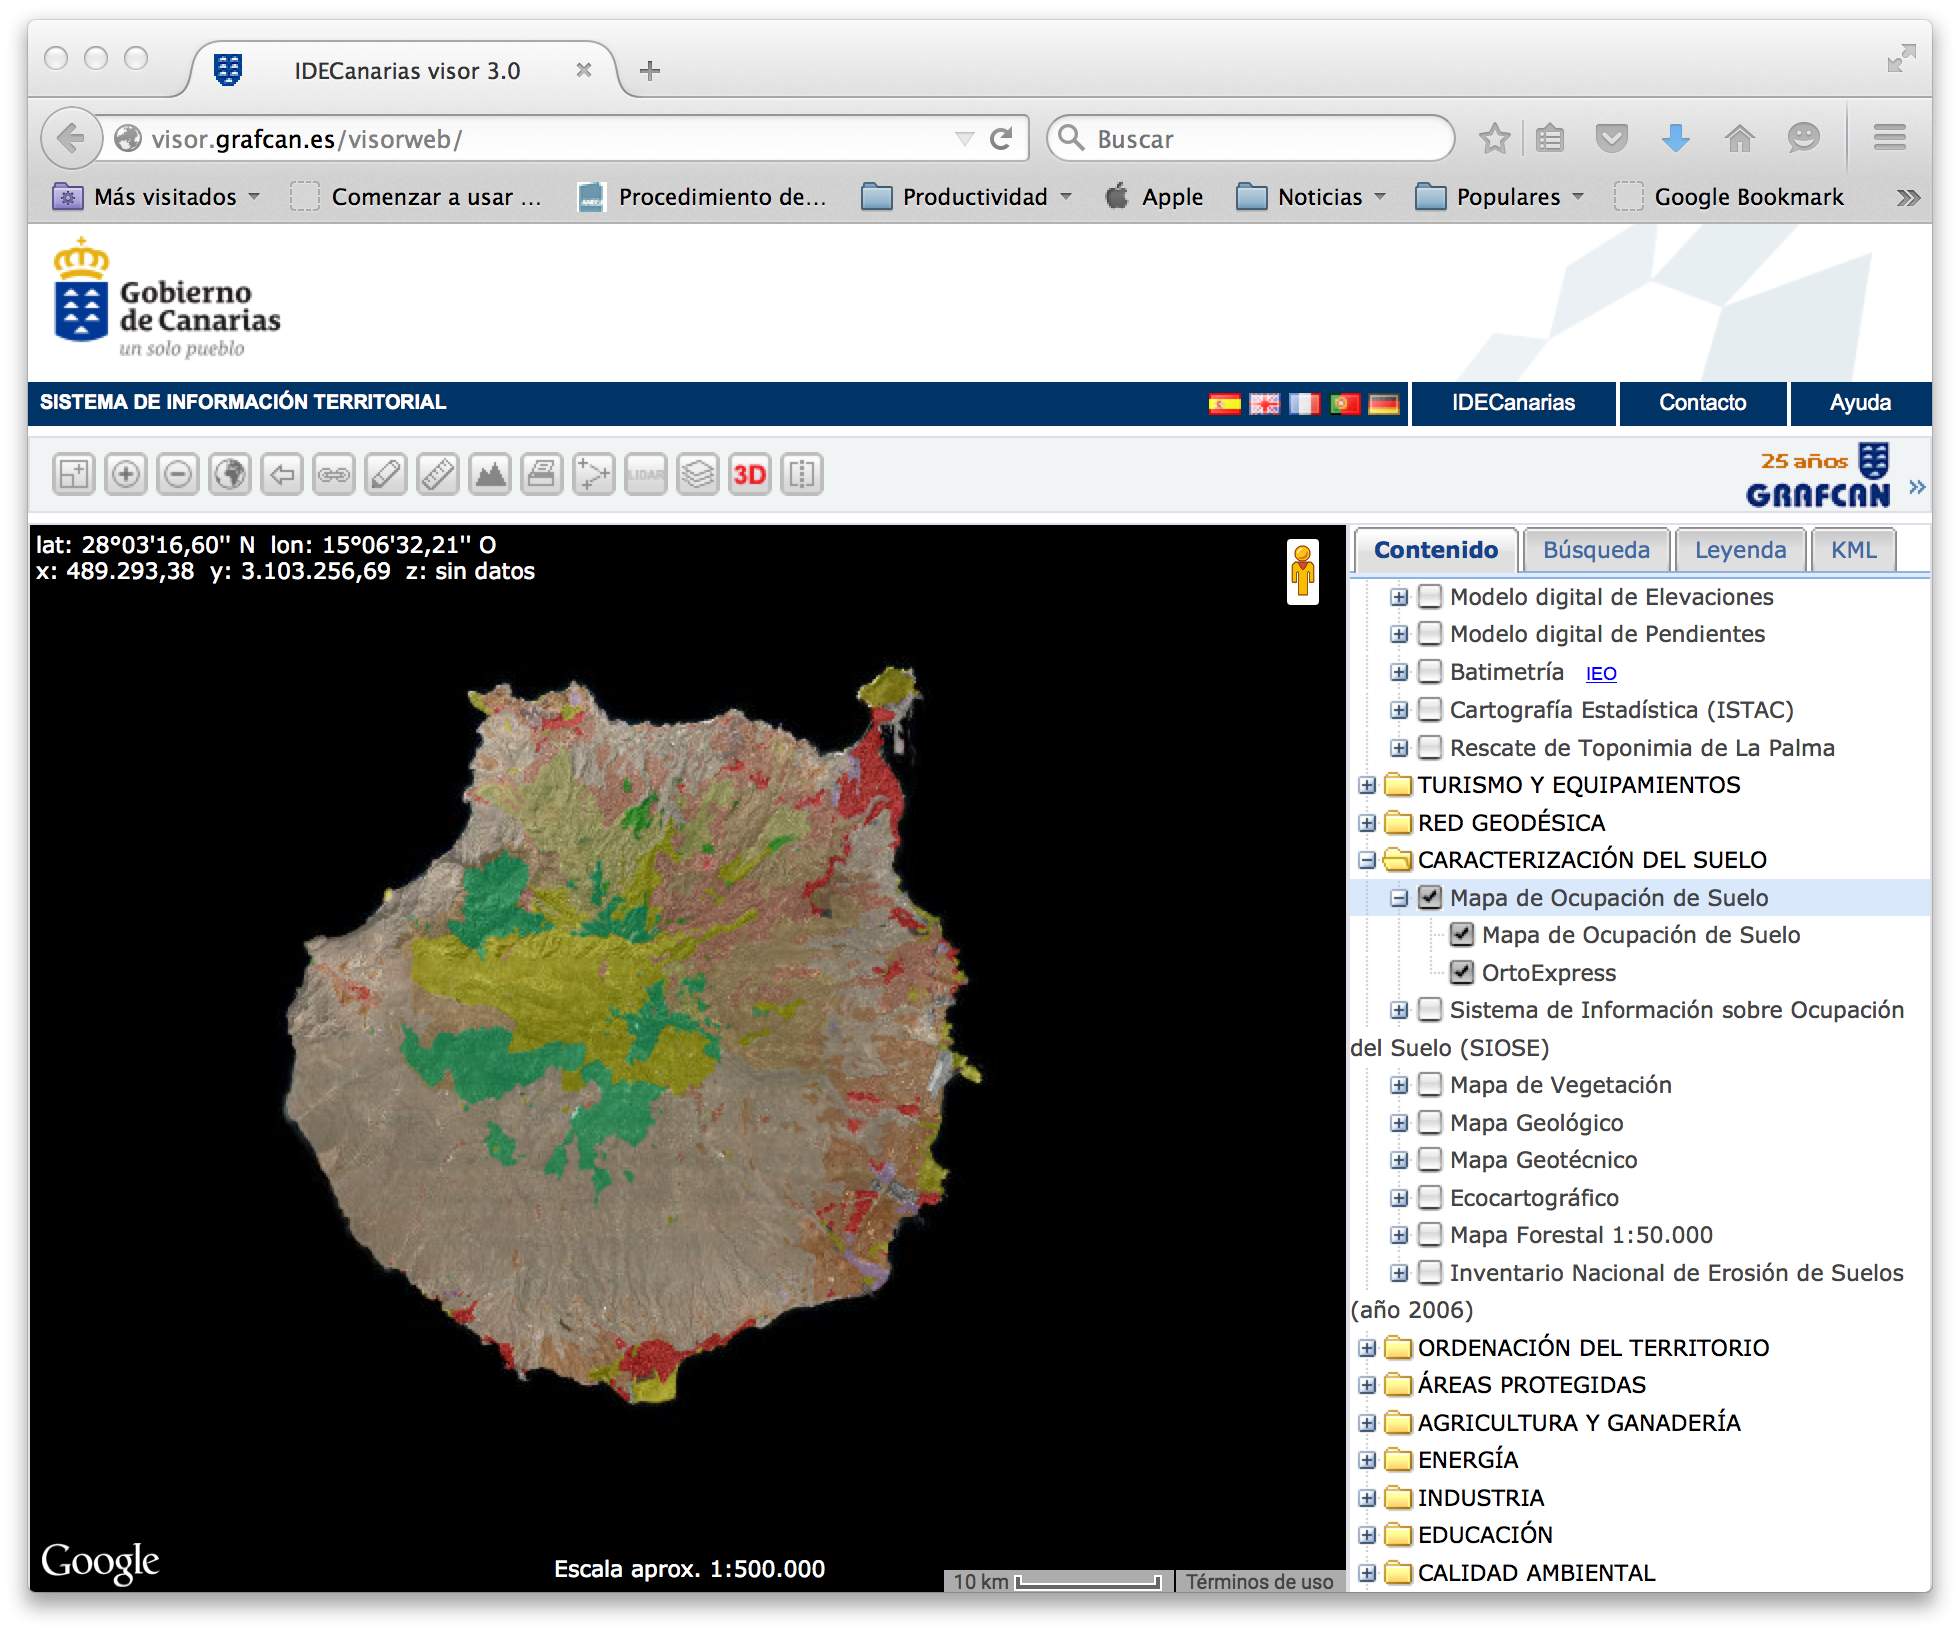 IDECanarias visor 3.0
visor.grafcan.es/visorweb/
Buscar
Más visitados
Comenzar a usar ...
Procedimiento de...
Productividad
Apple
Noticias
Populares
Google Bookmark
Gobierno
de Canarias
un solo pueblo
SISTEMA DE INFORMACIÓN TERRITORIAL
IDECanarias
Contacto
Ayuda
LIDAR
3D
25 años
GRAFCAN
lat: 28°03'16,60'' N lon: 15°06'32,21'' O
x: 489.293,38 y: 3.103.256,69 z: sin datos
Contenido
Búsqueda
Leyenda
KML
Modelo digital de Elevaciones
Modelo digital de Pendientes
Batimetría IEO
Cartografía Estadística (ISTAC)
Rescate de Toponimia de La Palma
TURISMO Y EQUIPAMIENTOS
RED GEODÉSICA
CARACTERIZACIÓN DEL SUELO
Mapa de Ocupación de Suelo
Mapa de Ocupación de Suelo
OrtoExpress
Sistema de Información sobre Ocupación
del Suelo (SIOSE)
Mapa de Vegetación
Mapa Geológico
Mapa Geotécnico
Ecocartográfico
Mapa Forestal 1:50.000
Inventario Nacional de Erosión de Suelos
(año 2006)
ORDENACIÓN DEL TERRITORIO
ÁREAS PROTEGIDAS
AGRICULTURA Y GANADERÍA
ENERGÍA
INDUSTRIA
EDUCACIÓN
CALIDAD AMBIENTAL
Google
Escala aprox. 1:500.000
10 km
Términos de uso